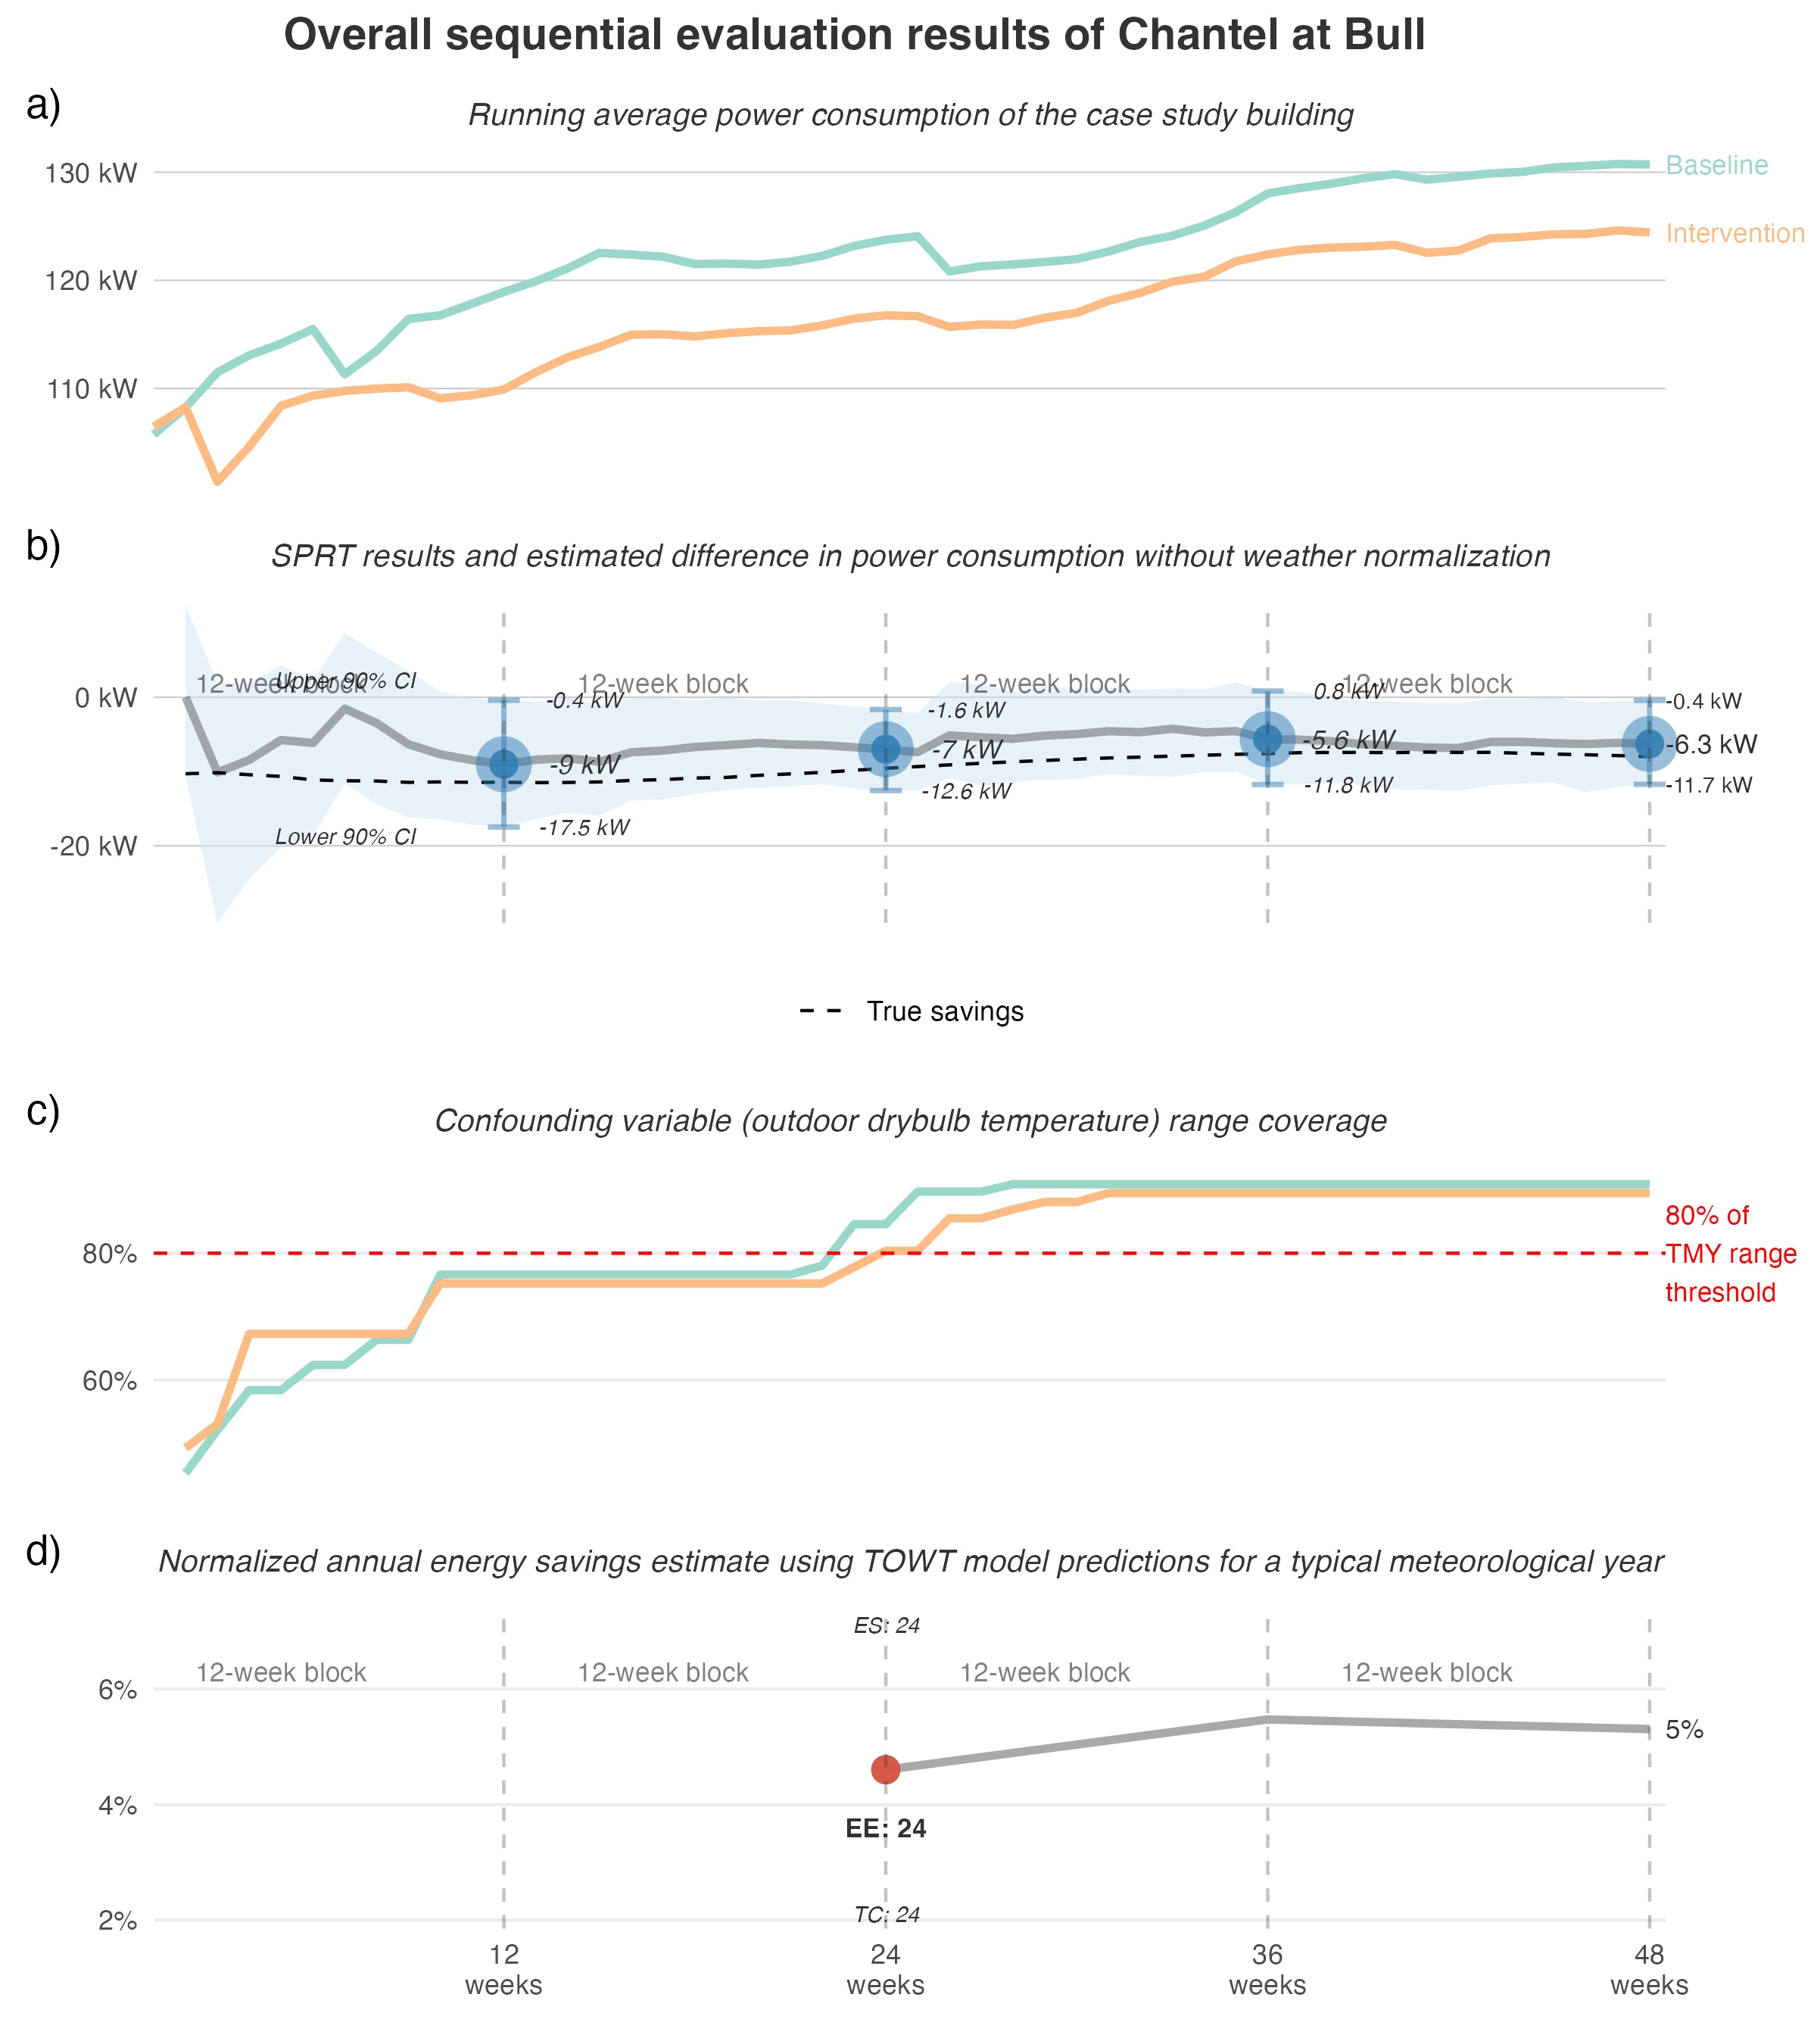 Overall sequential evaluation results of Chantel at Bull
a)
Running average power consumption of the case study building
130 kW
120 kW
110 kW
Baseline
Intervention
b)
SPRT results and estimated difference in power consumption without weather normalization
0 kW
-20 kW
12-week block
12-week block
12-week block
12-week block
Upper 90% CI
Lower 90% CI
-0.4 kW
-9 kW
-17.5 kW
-1.6 kW
-7 kW
-12.6 kW
0.8 kW
-5.6 kW
-11.8 kW
-0.4 kW
-6.3 kW
-11.7 kW
True savings
c)
Confounding variable (outdoor drybulb temperature) range coverage
80%
60%
80% of
TMY range
threshold
d)
Normalized annual energy savings estimate using TOWT model predictions for a typical meteorological year
ES: 24
12-week block
12-week block
12-week block
12-week block
6%
4%
2%
5%
EE: 24
TC: 24
12
weeks
24
weeks
36
weeks
48
weeks